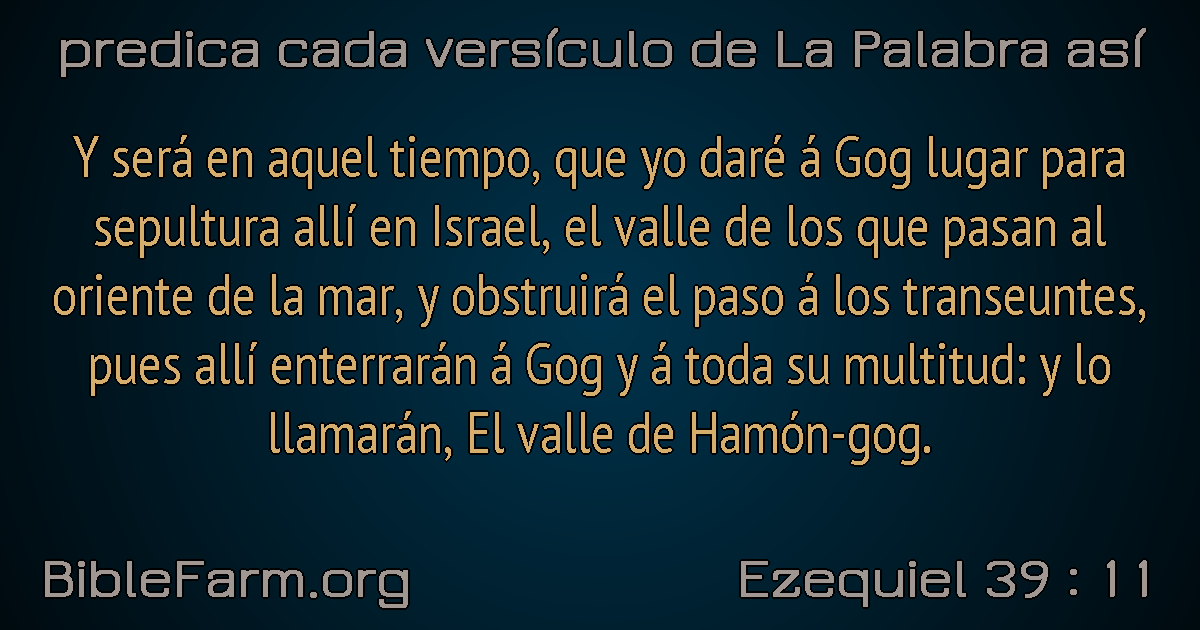 predica cada versículo de La Palabra así
Y será en aquel tiempo, que yo daré á Gog lugar para
sepultura allí en Israel, el valle de los que pasan al
oriente de la mar, y obstruirá el paso á los transeuntes,
pues allí enterrarán á Gog y á toda su multitud: y lo
llamarán, El valle de Hamón-gog.
BibleFarm.org
Ezequiel 39 : 11